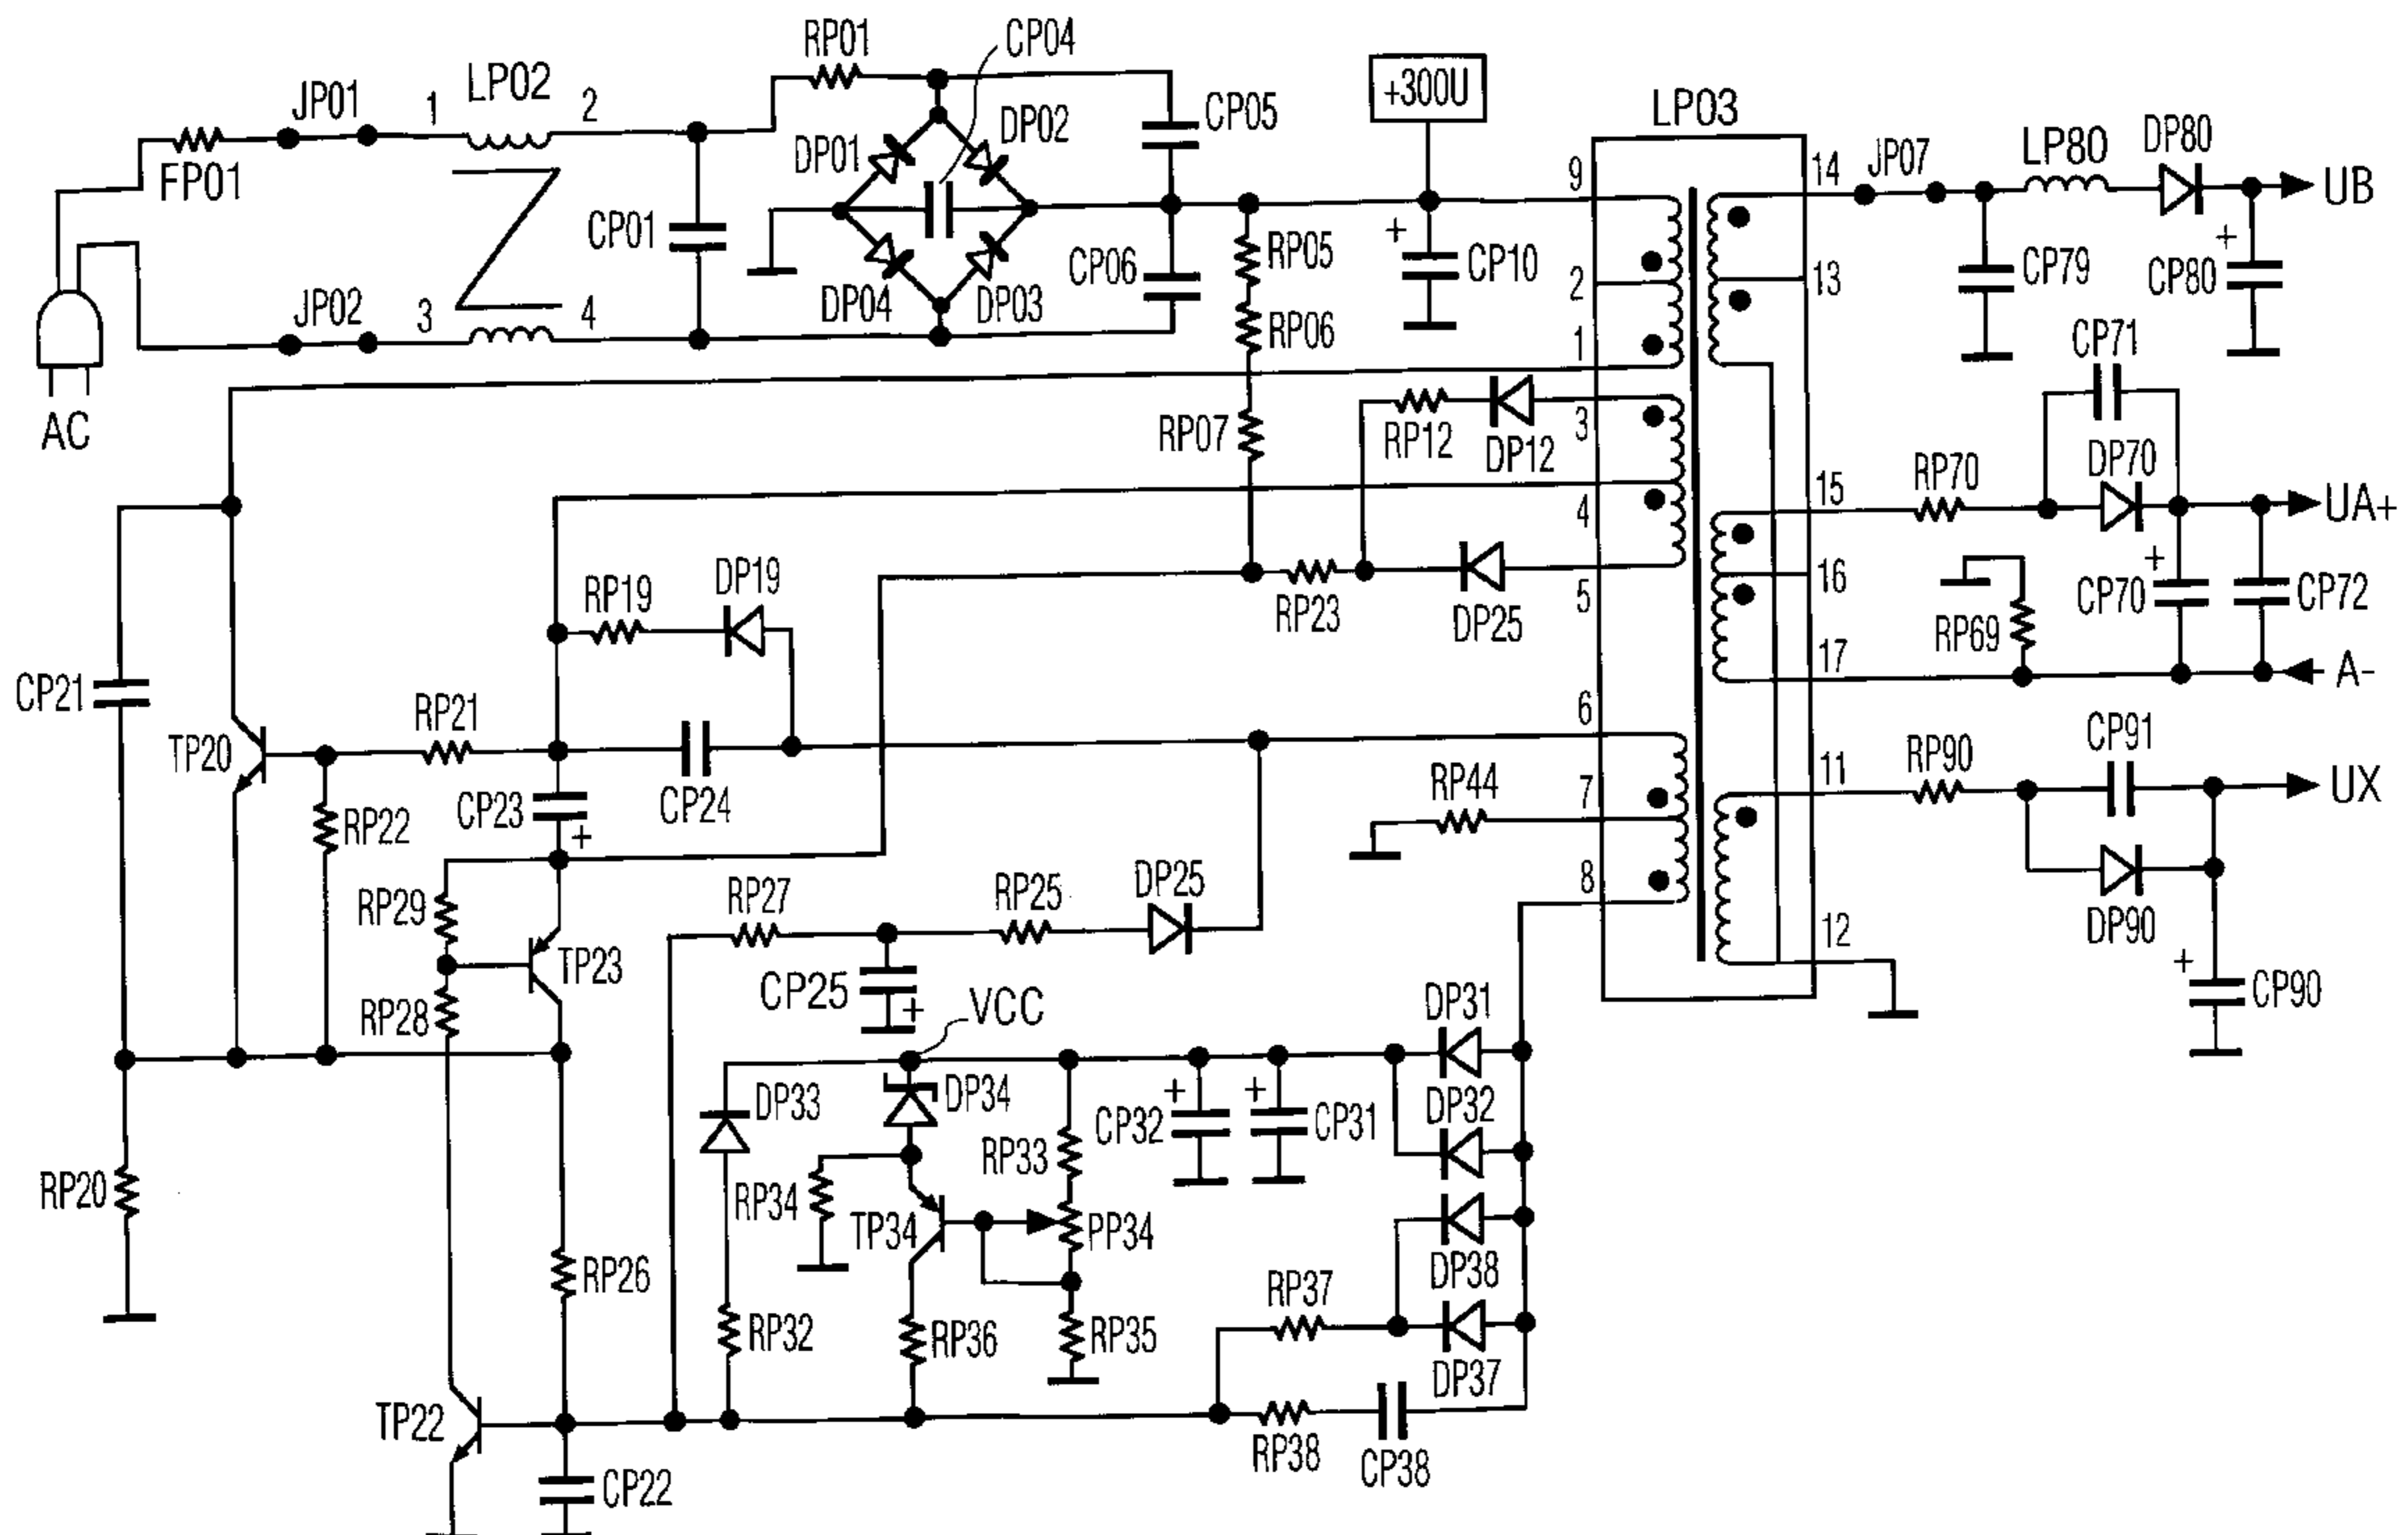 RP01
CP04
JP01
1
LP02
2
FP01
DP01
DP02
CP05
+300U
LP03
9
14
JP07
LP80
DP80
UB
CP01
CP06
RP05
+
CP10
2
13
CP79
+
CP80
JP02
3
4
DP04
DP03
RP06
1
CP71
AC
RP07
RP12
DP12
3
4
15
RP70
DP70
UA+
RP19
DP19
RP23
DP25
5
16
RP69
+
CP70
CP72
17
A-
CP21
TP20
RP21
CP23
+
CP24
6
RP22
RP44
7
11
RP90
CP91
UX
RP29
RP27
RP25
DP25
8
12
DP90
TP23
RP28
CP25
+
VCC
DP31
+
CP90
DP33
DP34
+
CP32
+
CP31
DP32
RP20
RP34
TP34
RP33
PP34
DP38
RP26
RP32
RP36
RP35
RP37
DP37
TP22
CP22
RP38
CP38